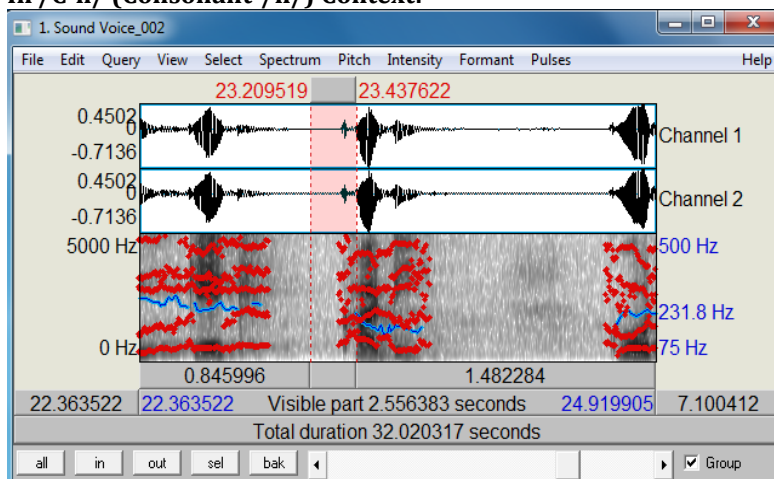 in /C-h/ (Consonant-/h/) Context.
1. Sound Voice_002
File Edit Query View Select Spectrum Pitch Intensity Formant Pulses Help
23.209519 23.437622
0.4502
0
-0.7136
Channel 1
0.4502
0
-0.7136
Channel 2
5000 Hz 500 Hz
231.8 Hz
0 Hz 75 Hz
0.845996 1.482284
22.363522 22.363522 Visible part 2.556383 seconds 24.919905 7.100412
Total duration 32.020317 seconds
all in out sel bak Group